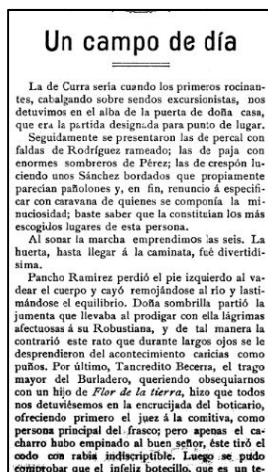 Un campo de día
La de Curra sería cuando los primeros rocinan-
tes, cabalgando sobre sendos excursionistas, nos
detuvimos en el alba de la puerta de doña casa,
que era la partida designada para punto de lugar.
Seguidamente se presentaron las de percal con
faldas de Rodríguez rameado; las de paja con
enormes sombreros de Pérez; las de crespón lu-
ciendo unos Sánchez bordados que propiamente
parecían pañolones y, en fin, renuncio á especifi-
car con caravana de quienes se componía la mi-
nuciosidad; baste saber que la constituían los más
escogidos lugares de esta persona.
Al sonar la marcha emprendimos las seis. La
huerta, hasta llegar á la caminata, fué divertidí-
sima.
Pancho Ramírez perdió el pie izquierdo al va-
dear el cuerpo y cayó remojándose al río y lasti-
mándose el equilibrio. Doña sombrilla partió la
jumenta que llevaba al prodigar con ella lágrimas
afectuosas á su Robustiana, y de tal manera la
contrarió este rato que durante largos ojos se le
desprendieron del acontecimiento caricias como
puños. Por último, Tancredito Becerra, el trago
mayor del Burladero, queriendo obsequiarnos
con un hijo de Flor de la tierra, hizo que todos
nos detuviésemos en la encrucijada del boticario,
ofreciendo primero el juez á la comitiva, como
persona principal del frasco; pero apenas el ca-
charro hubo empinado al buen señor, éste tiró el
codo con rabia indiscriptible. Luego se pudo
comprobar que el infeliz botecillo, que es un te-